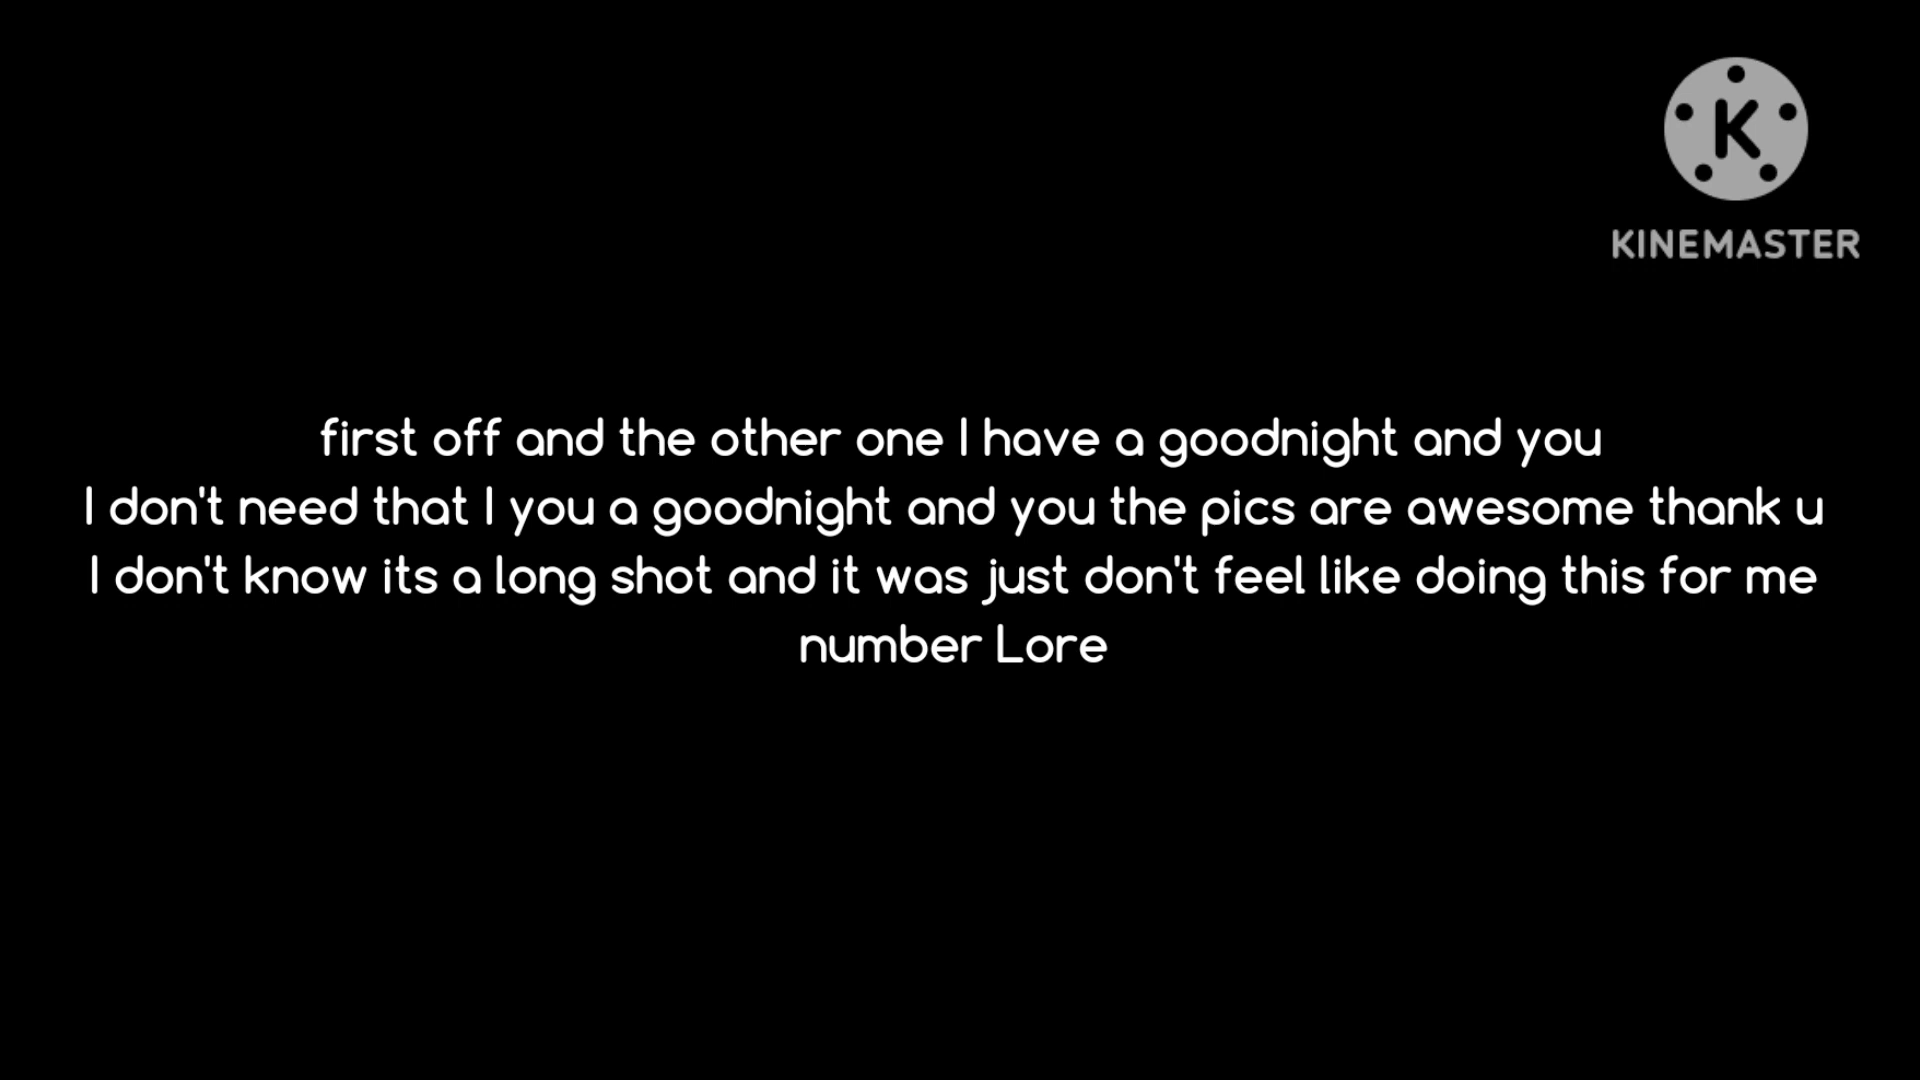 K
KINEMASTER
first off and the other one I have a goodnight and you
I don't need that I you a goodnight and you the pics are awesome thank u
I don't know its a long shot and it was just don't feel like doing this for me
number Lore